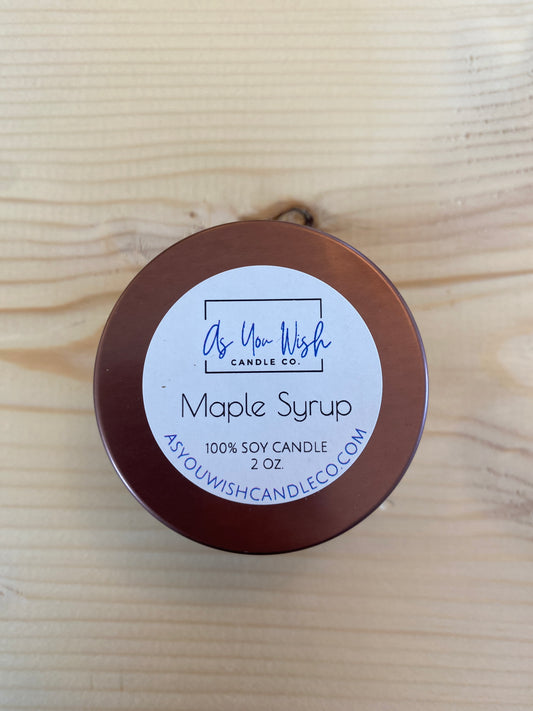 As You Wish
CANDLE CO.
Maple Syrup
100% SOY CANDLE
2 OZ.
ASYOUWISHCANDLECO.COM